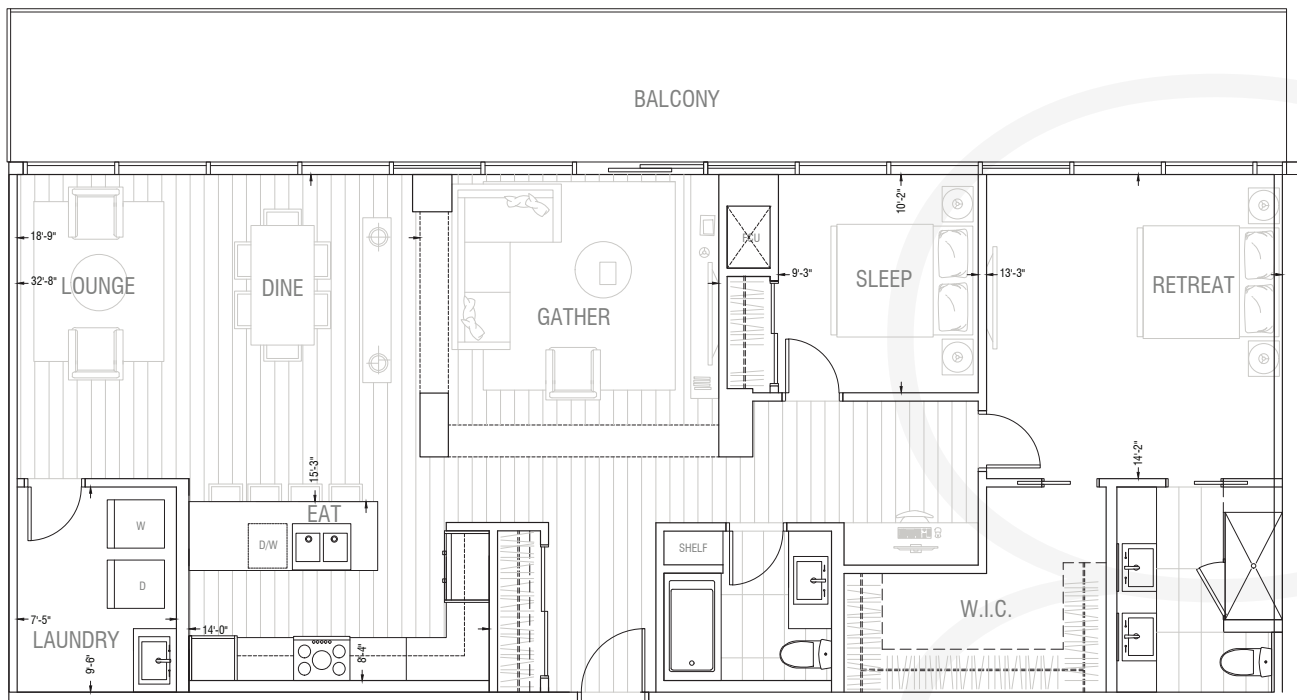 BALCONY
18'-9"
32'-8"
LOUNGE
DINE
GATHER
FCU
10'-2"
9'-3"
SLEEP
13'-3"
RETREAT
15'-3"
14'-2"
EAT
W
D/W
D
SHELF
W.I.C.
7'-5"
LAUNDRY
9'-6"
14'-0"
8'-4"